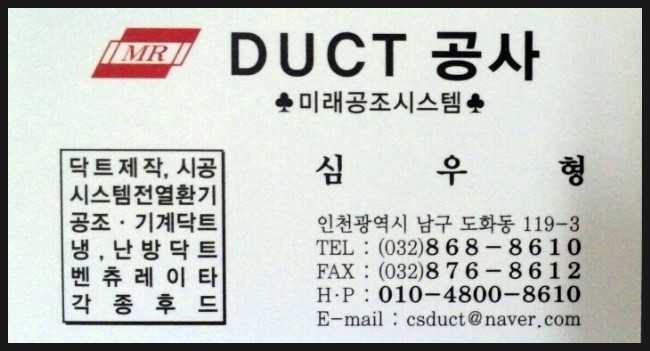 MR
DUCT 공사
♣미래공조시스템♣
닥트제작, 시공
시스템전열환기
공조 · 기계닥트
냉, 난방닥트
벤츄레이타
각종후드
심 우 형
인천광역시 남구 도화동 119-3
TEL : (032)868-8610
FAX : (032)876-8612
H·P : 010-4800-8610
E-mail : csduct@naver.com